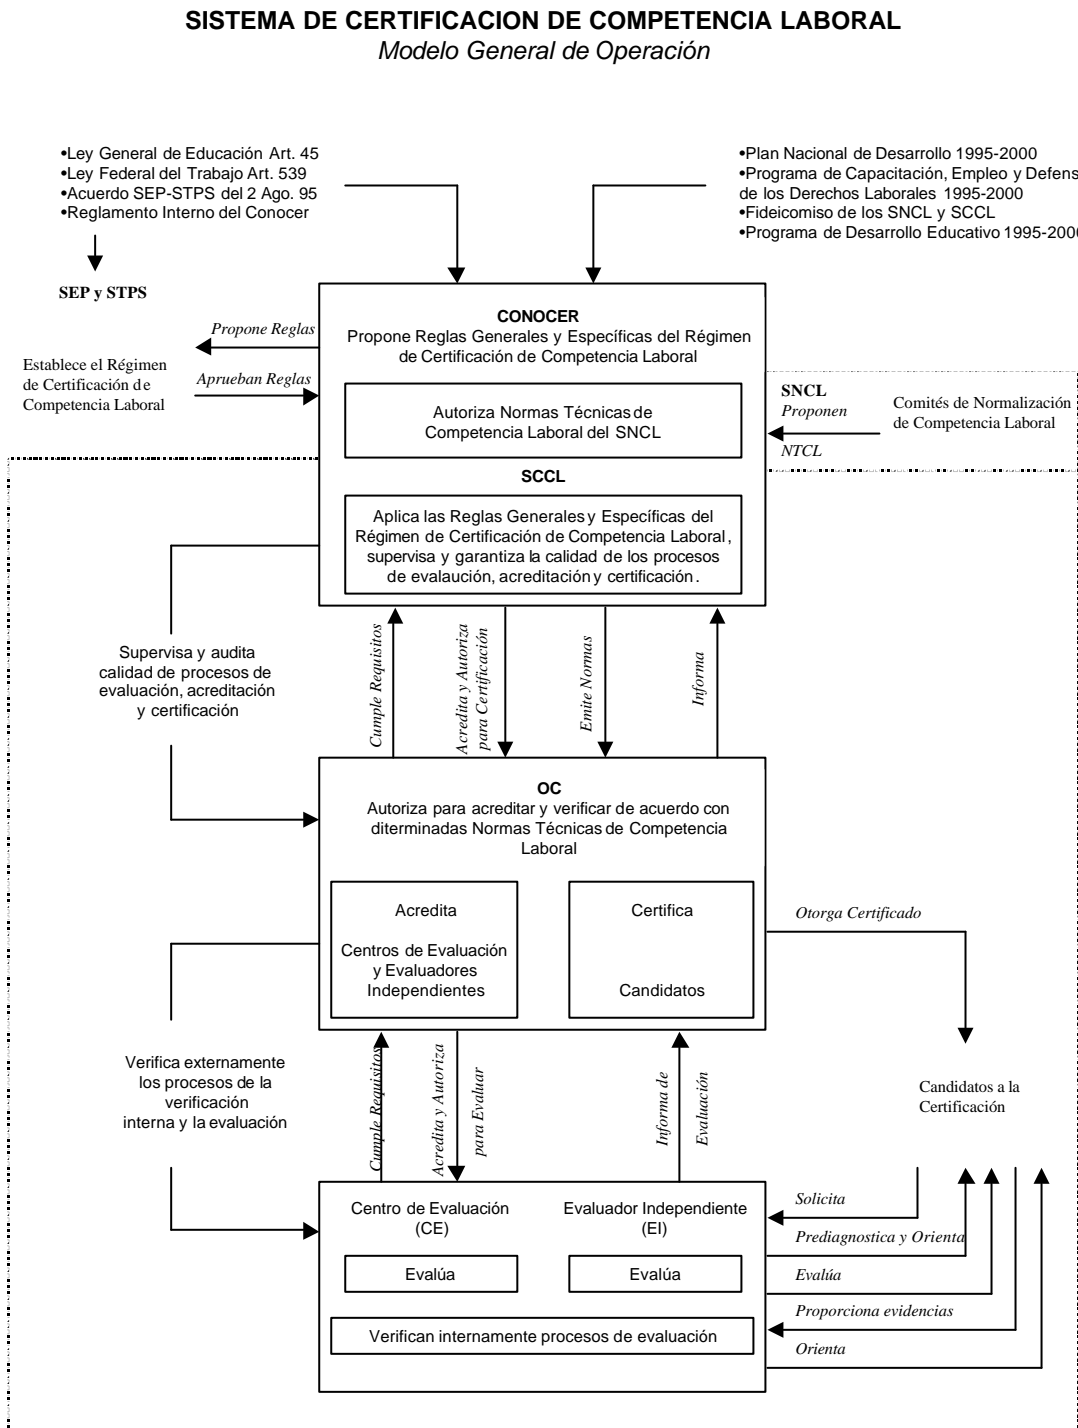 SISTEMA DE CERTIFICACION DE COMPETENCIA LABORAL
Modelo General de Operación
•Ley General de Educación Art. 45
•Ley Federal del Trabajo Art. 539
•Acuerdo SEP-STPS del 2 Ago. 95
•Reglamento Interno del Conocer
•Plan Nacional de Desarrollo 1995-2000
•Programa de Capacitación, Empleo y Defens
de los Derechos Laborales 1995-2000
•Fideicomiso de los SNCL y SCCL
•Programa de Desarrollo Educativo 1995-2000
SEP y STPS
Propone Reglas
Establece el Régimen
de Certificación de
Competencia Laboral
Aprueban Reglas
CONOCER
Propone Reglas Generales y Específicas del Régimen
de Certificación de Competencia Laboral
Autoriza Normas Técnicas de
Competencia Laboral del SNCL
SNCL
Proponen
NTCL
Comités de Normalización
de Competencia Laboral
SCCL
Aplica las Reglas Generales y Específicas del
Régimen de Certificación de Competencia Laboral,
supervisa y garantiza la calidad de los procesos
de evalaución, acreditación y certificación.
Supervisa y audita
calidad de procesos de
evaluación, acreditación
y certificación
Cumple Requisitos
Acredita y Autoriza
para Certificación
Emite Normas
Informa
OC
Autoriza para acreditar y verificar de acuerdo con
diterminadas Normas Técnicas de Competencia
Laboral
Acredita
Centros de Evaluación
y Evaluadores
Independientes
Certifica
Candidatos
Otorga Certificado
Verifica externamente
los procesos de la
verificación
interna y la evaluación
Cumple Requisitos
Acredita y Autoriza
para Evaluar
Informa de
Evaluación
Candidatos a la
Certificación
Centro de Evaluación
(CE)
Evaluador Independiente
(EI)
Evalúa
Evalúa
Verifican internamente procesos de evaluación
Solicita
Prediagnostica y Orienta
Evalúa
Proporciona evidencias
Orienta